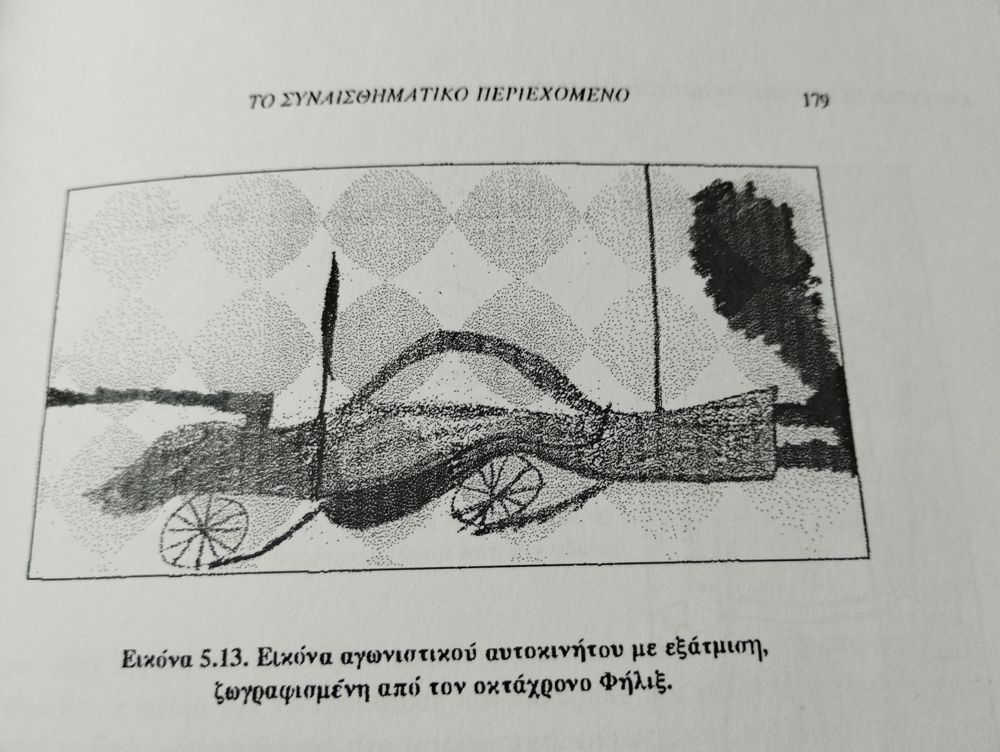 ΤΟ ΣΥΝΑΙΣΘΗΜΑΤΙΚΟ ΠΕΡΙΕΧΟΜΕΝΟ 179
Εικόνα 5.13. Εικόνα αγωνιστικού αυτοκινήτου με εξάτμιση,
ζωγραφισμένη από τον οκτάχρονο Φήλιξ.